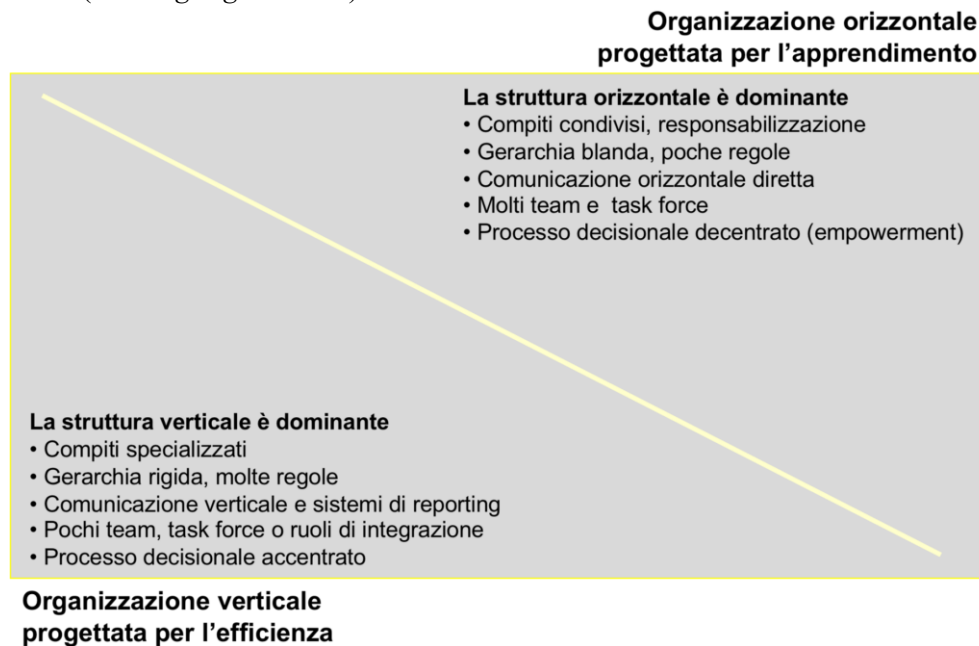 Organizzazione orizzontale
progettata per l’apprendimento
La struttura orizzontale è dominante
• Compiti condivisi, responsabilizzazione
• Gerarchia blanda, poche regole
• Comunicazione orizzontale diretta
• Molti team e task force
• Processo decisionale decentrato (empowerment)
La struttura verticale è dominante
• Compiti specializzati
• Gerarchia rigida, molte regole
• Comunicazione verticale e sistemi di reporting
• Pochi team, task force o ruoli di integrazione
• Processo decisionale accentrato
Organizzazione verticale
progettata per l’efficienza